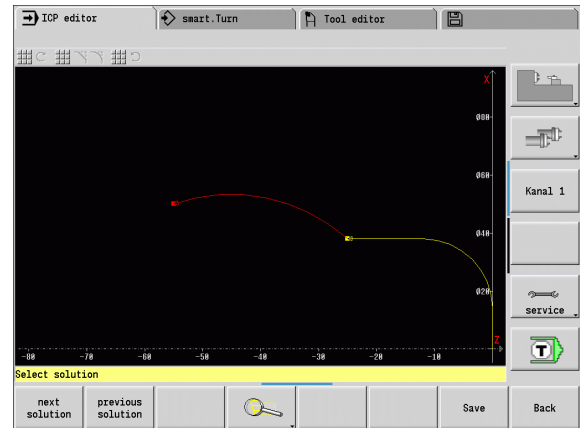 ICP editor
smart.Turn
Tool editor
X
Ø80
Ø60
Kanal 1
Ø40
Ø20
service
Z
-80
-70
-60
-50
-40
-30
-20
-10
T
Select solution
next
solution
previous
solution
Save
Back